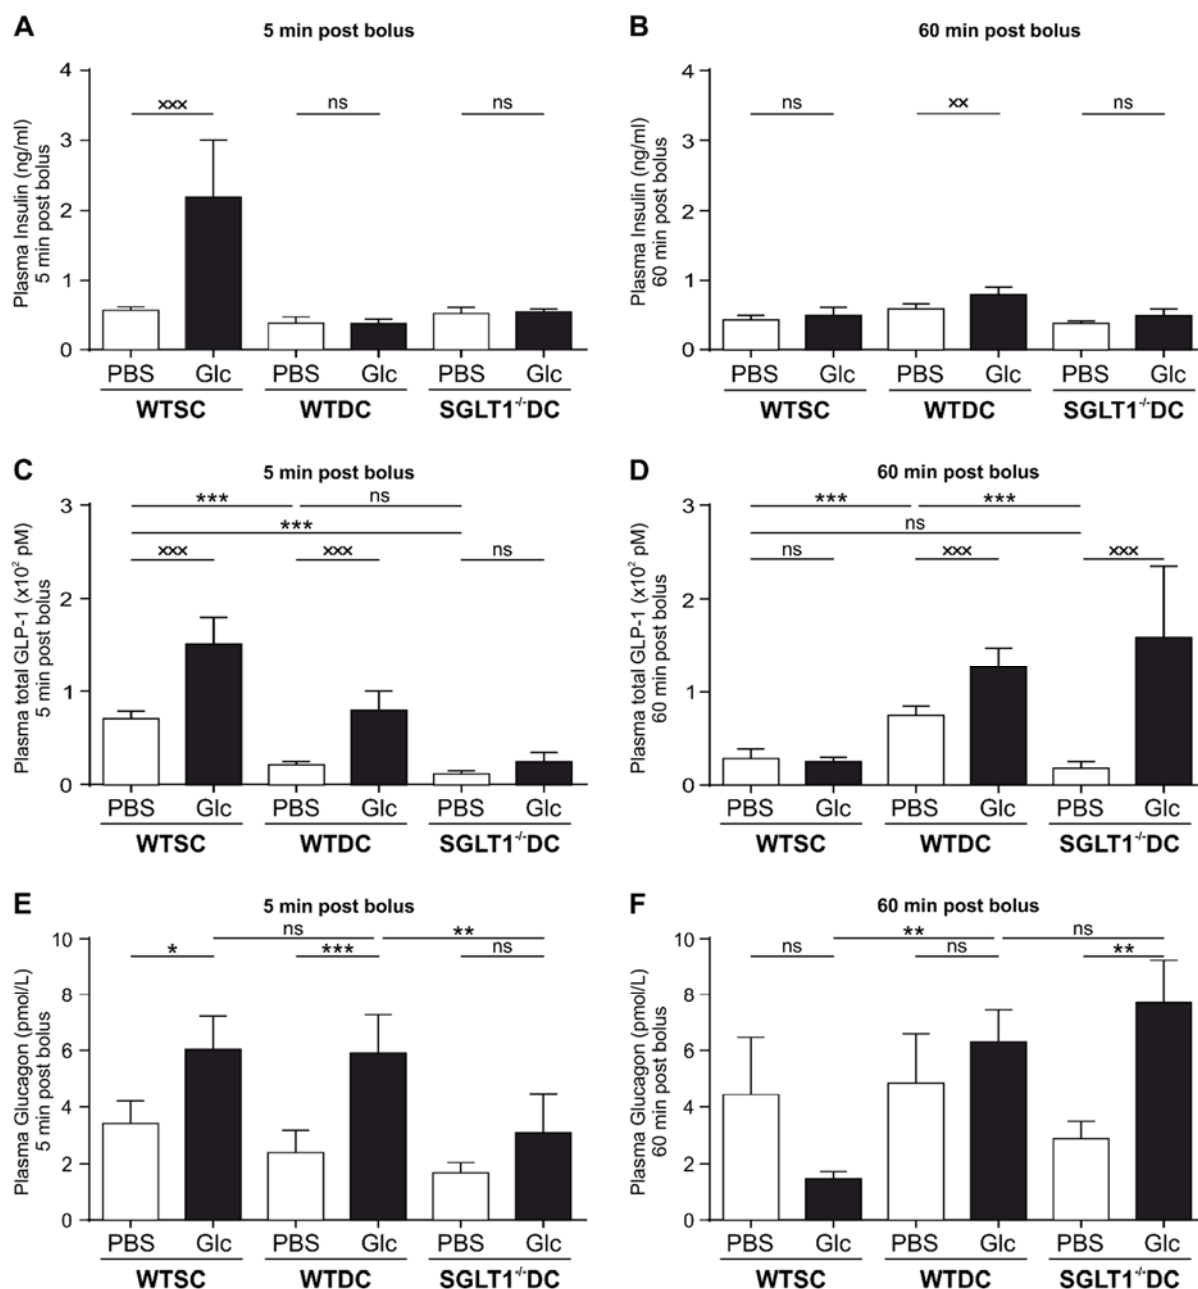 A
5 min post bolus
Plasma Insulin (ng/ml)
5 min post bolus
4
3
2
1
0
xxx
ns
ns
PBS Glc PBS Glc PBS Glc
WTSC WTDC SGLT1-/-DC
B
60 min post bolus
Plasma Insulin (ng/ml)
60 min post bolus
4
3
2
1
0
ns
xx
ns
PBS Glc PBS Glc PBS Glc
WTSC WTDC SGLT1-/-DC
C
5 min post bolus
Plasma total GLP-1 (x10² pM)
5 min post bolus
3
2
1
0
*** ns
***
xxx xxx ns
PBS Glc PBS Glc PBS Glc
WTSC WTDC SGLT1-/-DC
D
60 min post bolus
Plasma total GLP-1 (x10² pM)
60 min post bolus
3
2
1
0
*** ***
ns
ns xxx xxx
PBS Glc PBS Glc PBS Glc
WTSC WTDC SGLT1-/-DC
E
5 min post bolus
Plasma Glucagon (pmol/L)
5 min post bolus
10
8
6
4
2
0
ns **
* *** ns
PBS Glc PBS Glc PBS Glc
WTSC WTDC SGLT1-/-DC
F
60 min post bolus
Plasma Glucagon (pmol/L)
60 min post bolus
10
8
6
4
2
0
** ns
ns ns **
PBS Glc PBS Glc PBS Glc
WTSC WTDC SGLT1-/-DC